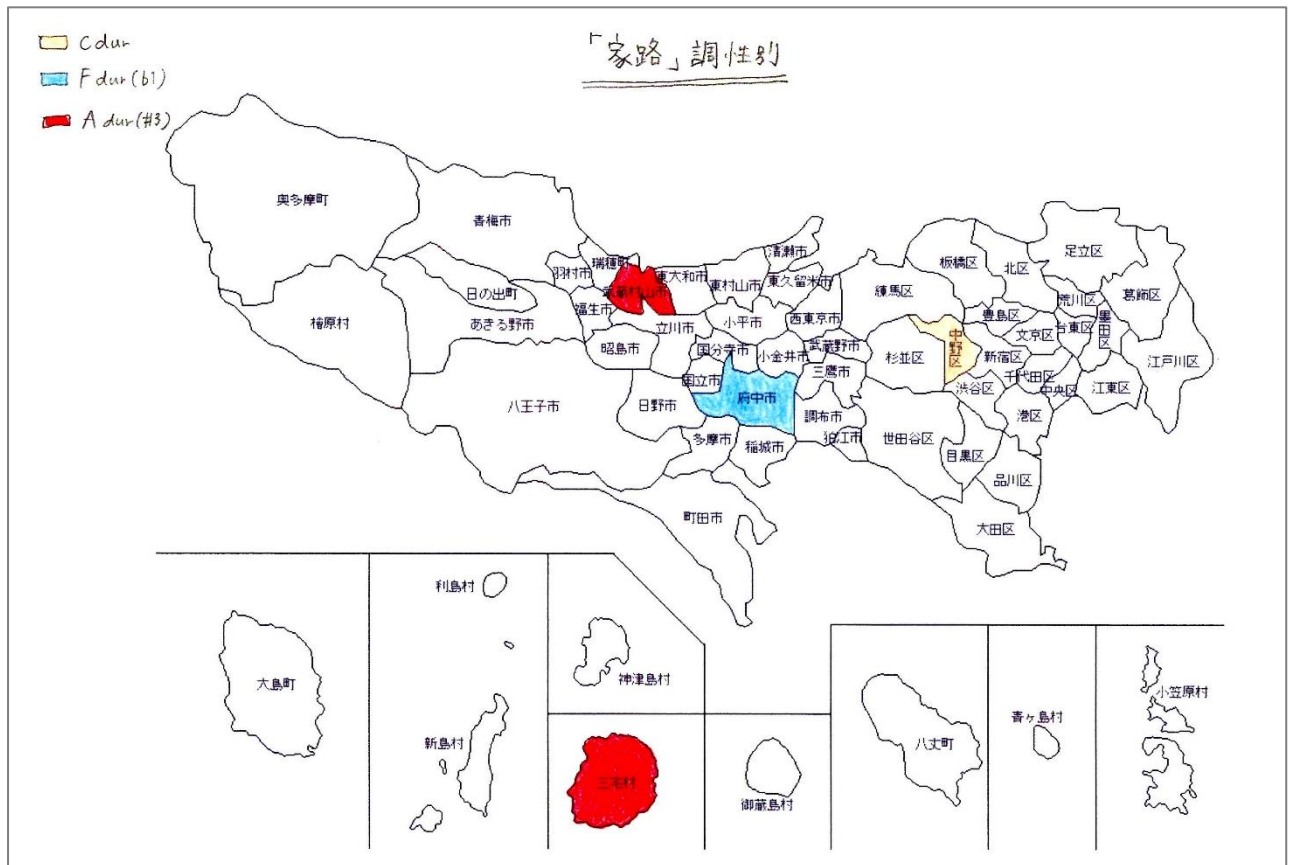 「家路」調性別
C dur
F dur (b1)
A dur (#3)
奥多摩町
青梅市
檜原村
日の出町
あきる野市
羽村市
瑞穂町
福生市
武蔵村山市
東大和市
東村山市
清瀬市
東久留米市
昭島市
立川市
小平市
西東京市
国分寺市
小金井市
武蔵野市
三鷹市
国立市
府中市
八王子市
日野市
多摩市
稲城市
調布市
狛江市
町田市
練馬区
板橋区
北区
足立区
葛飾区
荒川区
豊島区
文京区
台東区
墨田区
江戸川区
中野区
杉並区
新宿区
千代田区
中央区
江東区
渋谷区
港区
世田谷区
目黒区
品川区
大田区
大島町
利島村
新島村
神津島村
三宅村
御蔵島村
八丈町
青ヶ島村
小笠原村